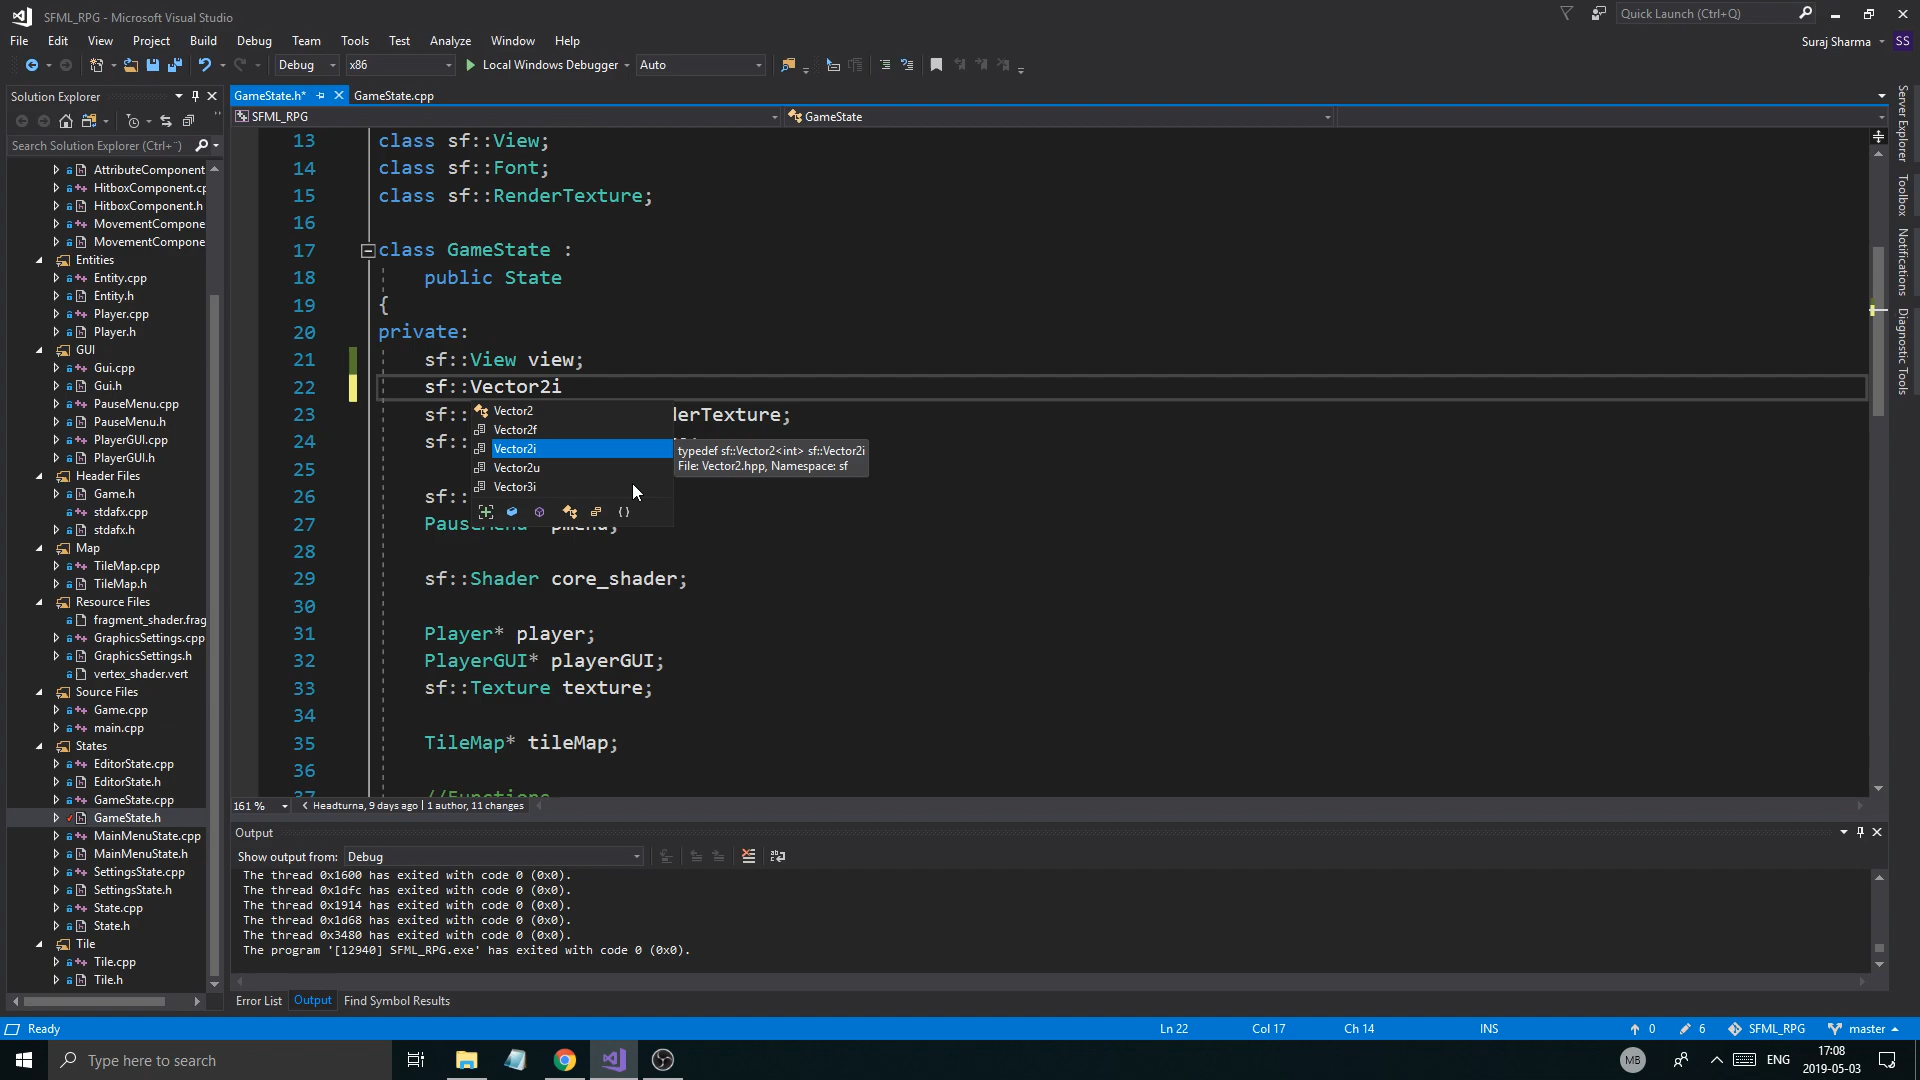 SFML_RPG - Microsoft Visual Studio
Quick Launch (Ctrl+Q)
File Edit View Project Build Debug Team Tools Test Analyze Window Help
Suraj Sharma SS
Debug x86 Local Windows Debugger Auto
Solution Explorer
GameState.h* GameState.cpp
SFML_RPG GameState
Search Solution Explorer (Ctrl+¨)
AttributeComponent
HitboxComponent.cp
HitboxComponent.h
MovementCompone
MovementCompone
Entities
Entity.cpp
Entity.h
Player.cpp
Player.h
GUI
Gui.cpp
Gui.h
PauseMenu.cpp
PauseMenu.h
PlayerGUI.cpp
PlayerGUI.h
Header Files
Game.h
stdafx.cpp
stdafx.h
Map
TileMap.cpp
TileMap.h
Resource Files
fragment_shader.frag
GraphicsSettings.cpp
GraphicsSettings.h
vertex_shader.vert
Source Files
Game.cpp
main.cpp
States
EditorState.cpp
EditorState.h
GameState.cpp
GameState.h
MainMenuState.cpp
MainMenuState.h
SettingsState.cpp
SettingsState.h
State.cpp
State.h
Tile
Tile.cpp
Tile.h
13 class sf::View;
14 class sf::Font;
15 class sf::RenderTexture;
16
17 class GameState :
18 public State
19 {
20 private:
21 sf::View view;
22 sf::Vector2i
23 sf:: derTexture;
24 sf::
25
26 sf::
27 PauseMenu* pmenu;
28
29 sf::Shader core_shader;
30
31 Player* player;
32 PlayerGUI* playerGUI;
33 sf::Texture texture;
34
35 TileMap* tileMap;
36
37 //Functions
Vector2
Vector2f
Vector2i
Vector2u
Vector3i
typedef sf::Vector2<int> sf::Vector2i
File: Vector2.hpp, Namespace: sf
161 % Headturna, 9 days ago | 1 author, 11 changes
Output
Show output from: Debug
The thread 0x1600 has exited with code 0 (0x0).
The thread 0x1dfc has exited with code 0 (0x0).
The thread 0x1914 has exited with code 0 (0x0).
The thread 0x1d68 has exited with code 0 (0x0).
The thread 0x3480 has exited with code 0 (0x0).
The program '[12940] SFML_RPG.exe' has exited with code 0 (0x0).
Error List Output Find Symbol Results
Server Explorer
Toolbox
Notifications
Diagnostic Tools
Ready Ln 22 Col 17 Ch 14 INS 0 6 SFML_RPG master
Type here to search
MB ENG
17:08
2019-05-03